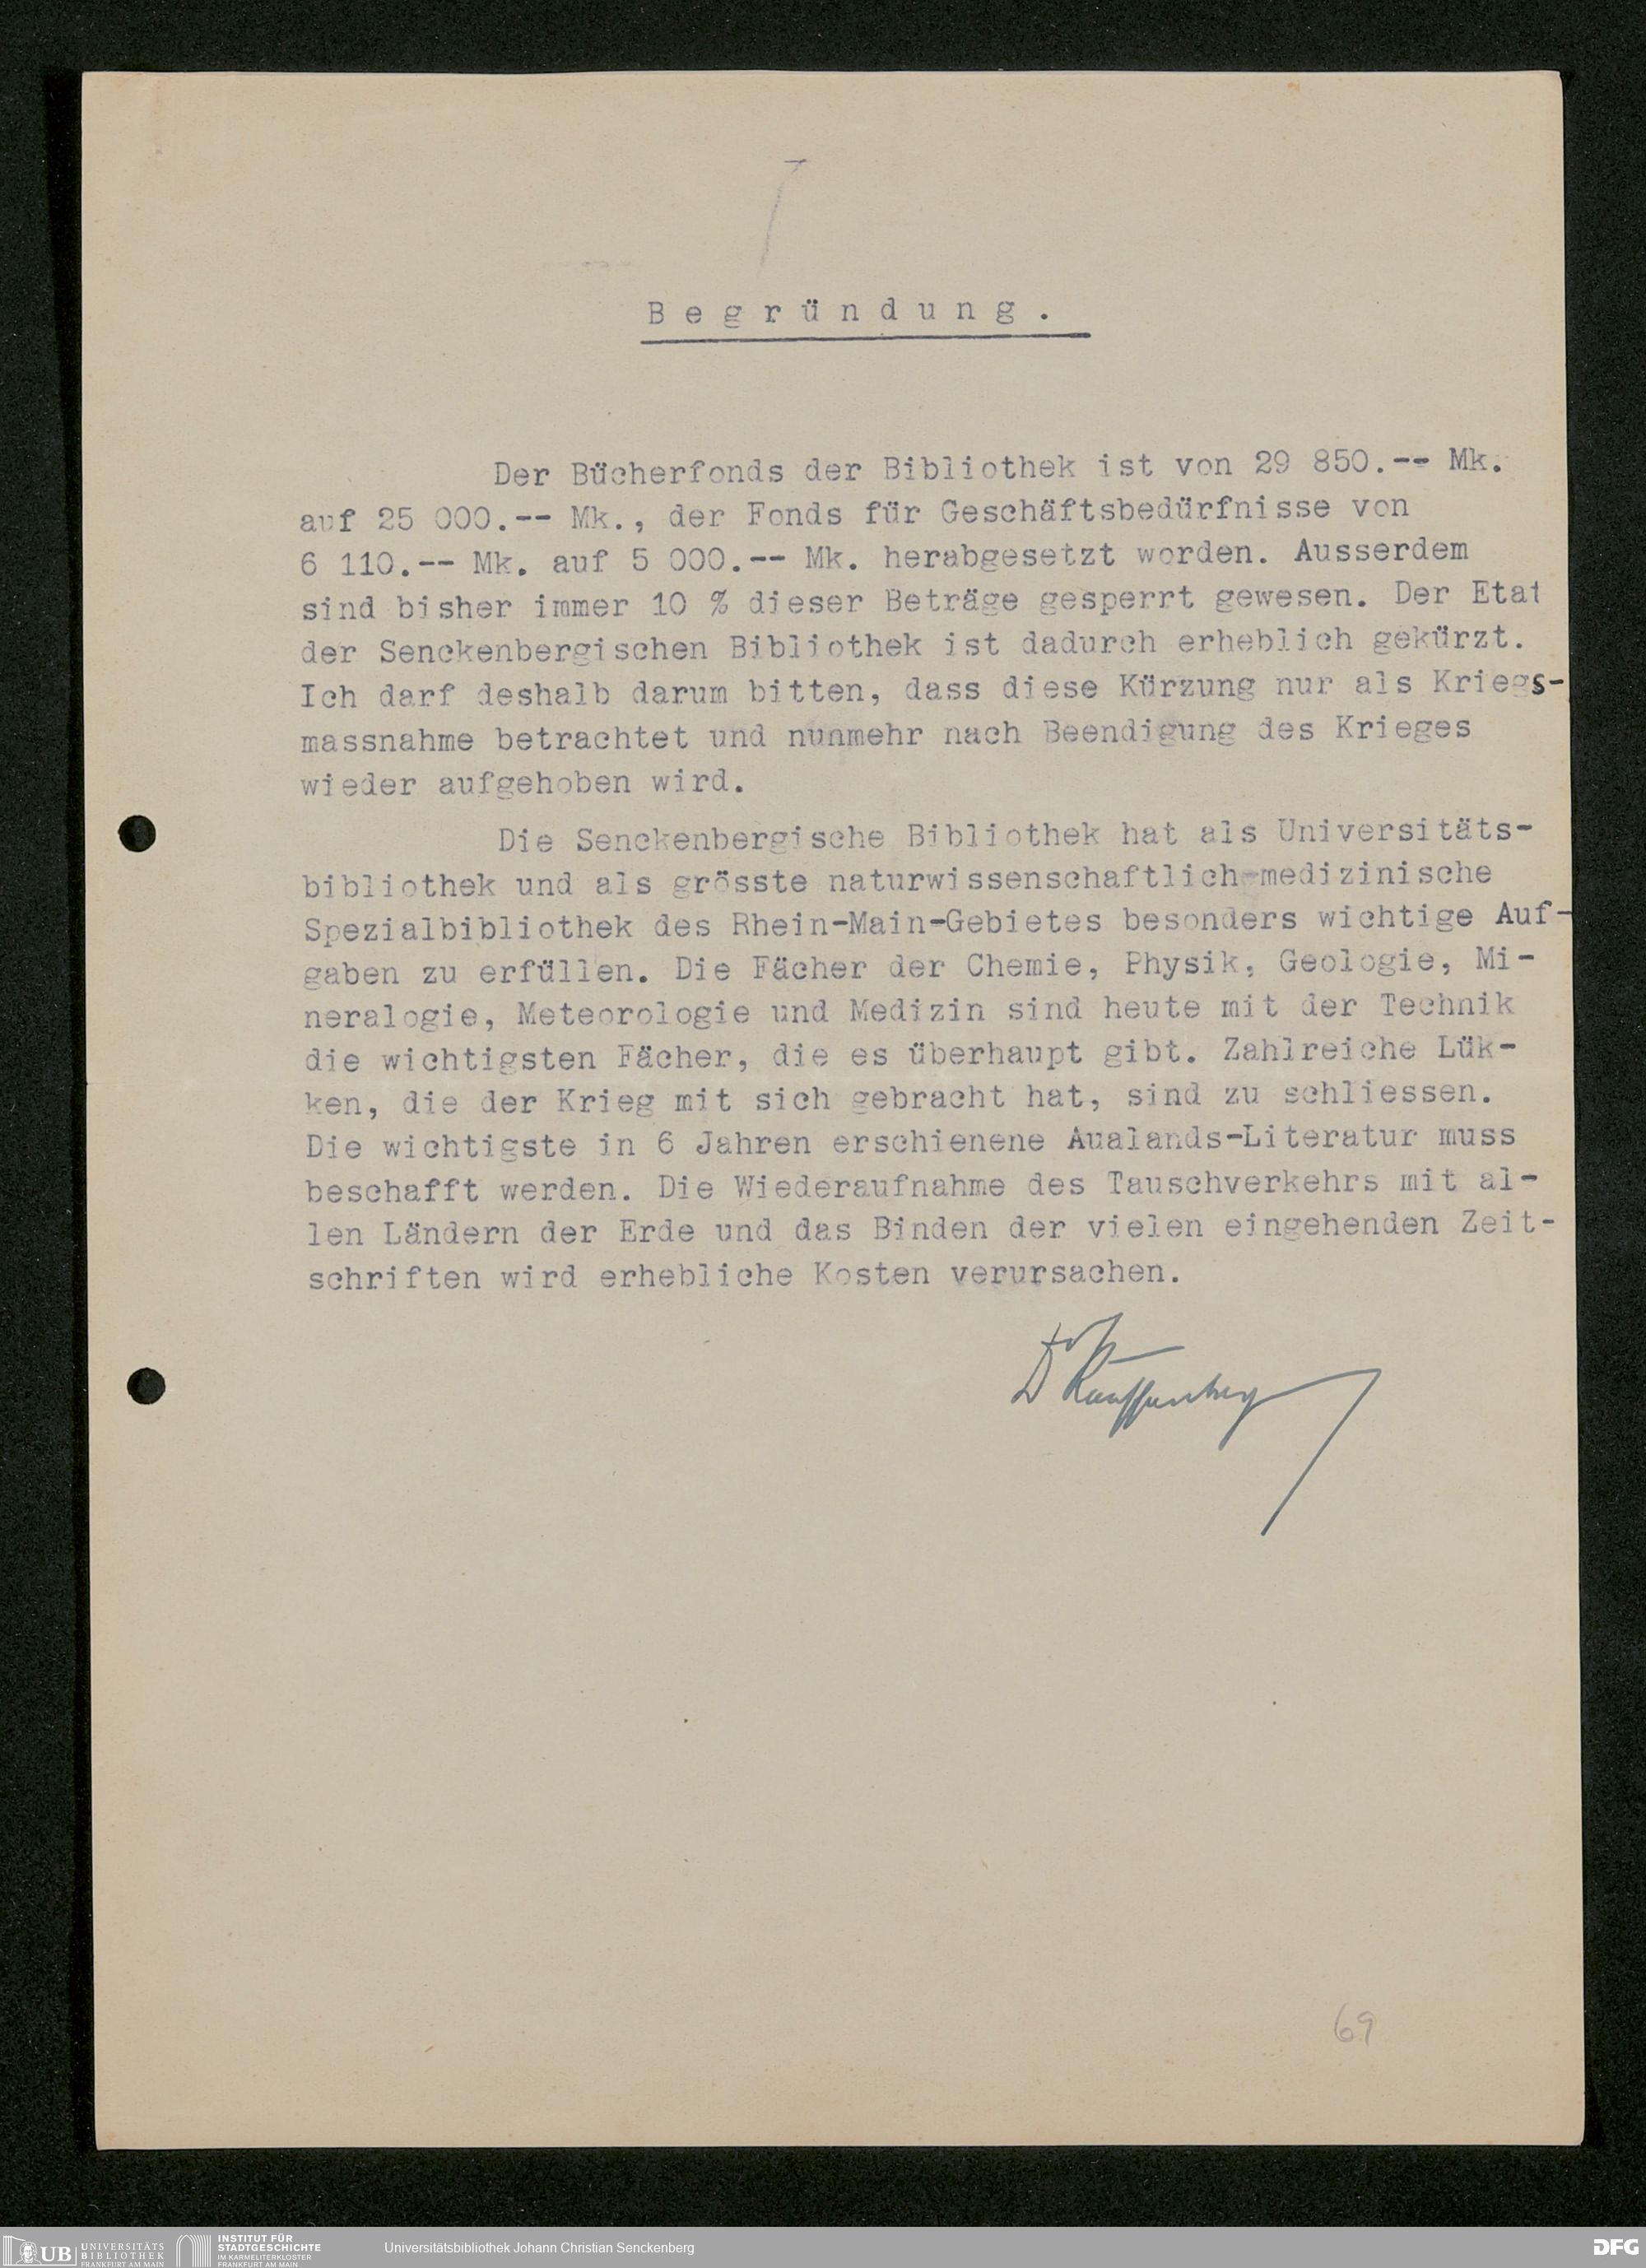 B e g r ü n d u n g .
Der Bücherfonds der Bibliothek ist von 29 850.-- Mk.
auf 25 000.-- Mk., der Fonds für Geschäftsbedürfnisse von
6 110.-- Mk. auf 5 000.-- Mk. herabgesetzt worden. Ausserdem
sind bisher immer 10 % dieser Beträge gesperrt gewesen. Der Etat
der Senckenbergischen Bibliothek ist dadurch erheblich gekürzt.
Ich darf deshalb darum bitten, dass diese Kürzung nur als Kriegs-
massnahme betrachtet und nunmehr nach Beendigung des Krieges
wieder aufgehoben wird.
Die Senckenbergische Bibliothek hat als Universitäts-
bibliothek und als grösste naturwissenschaftlich-medizinische
Spezialbibliothek des Rhein-Main-Gebietes besonders wichtige Auf-
gaben zu erfüllen. Die Fächer der Chemie, Physik, Geologie, Mi-
neralogie, Meteorologie und Medizin sind heute mit der Technik
die wichtigsten Fächer, die es überhaupt gibt. Zahlreiche Lük-
ken, die der Krieg mit sich gebracht hat, sind zu schliessen.
Die wichtigste in 6 Jahren erschienene Aualands-Literatur muss
beschafft werden. Die Wiederaufnahme des Tauschverkehrs mit al-
len Ländern der Erde und das Binden der vielen eingehenden Zeit-
schriften wird erhebliche Kosten verursachen.
69
UB UNIVERSITÄTS
BIBLIOTHEK
FRANKFURT AM MAIN
INSTITUT FÜR
STADTGESCHICHTE
IM KARMELITERKLOSTER
FRANKFURT AM MAIN
Universitätsbibliothek Johann Christian Senckenberg
DFG